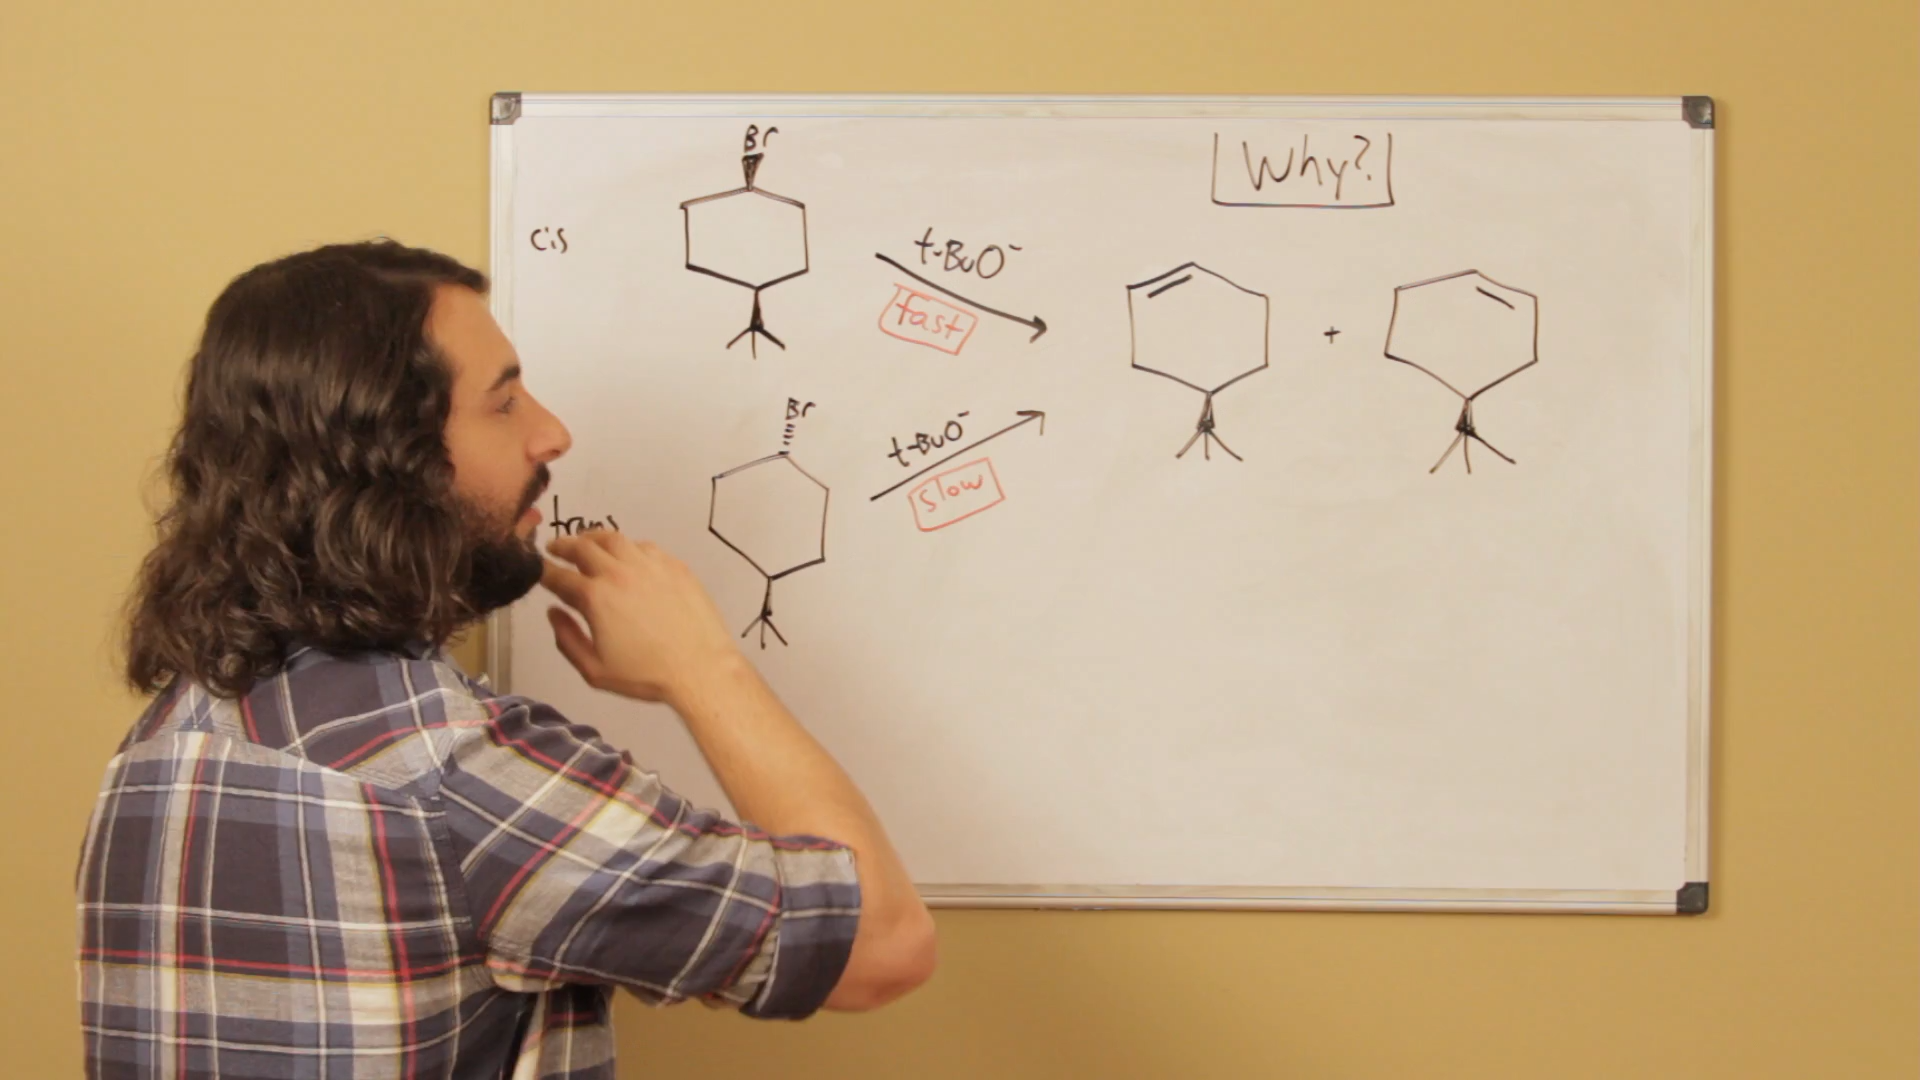 Br
Why?
cis
t-BuO⁻
fast
+
Br
t-BuO⁻
slow
trans